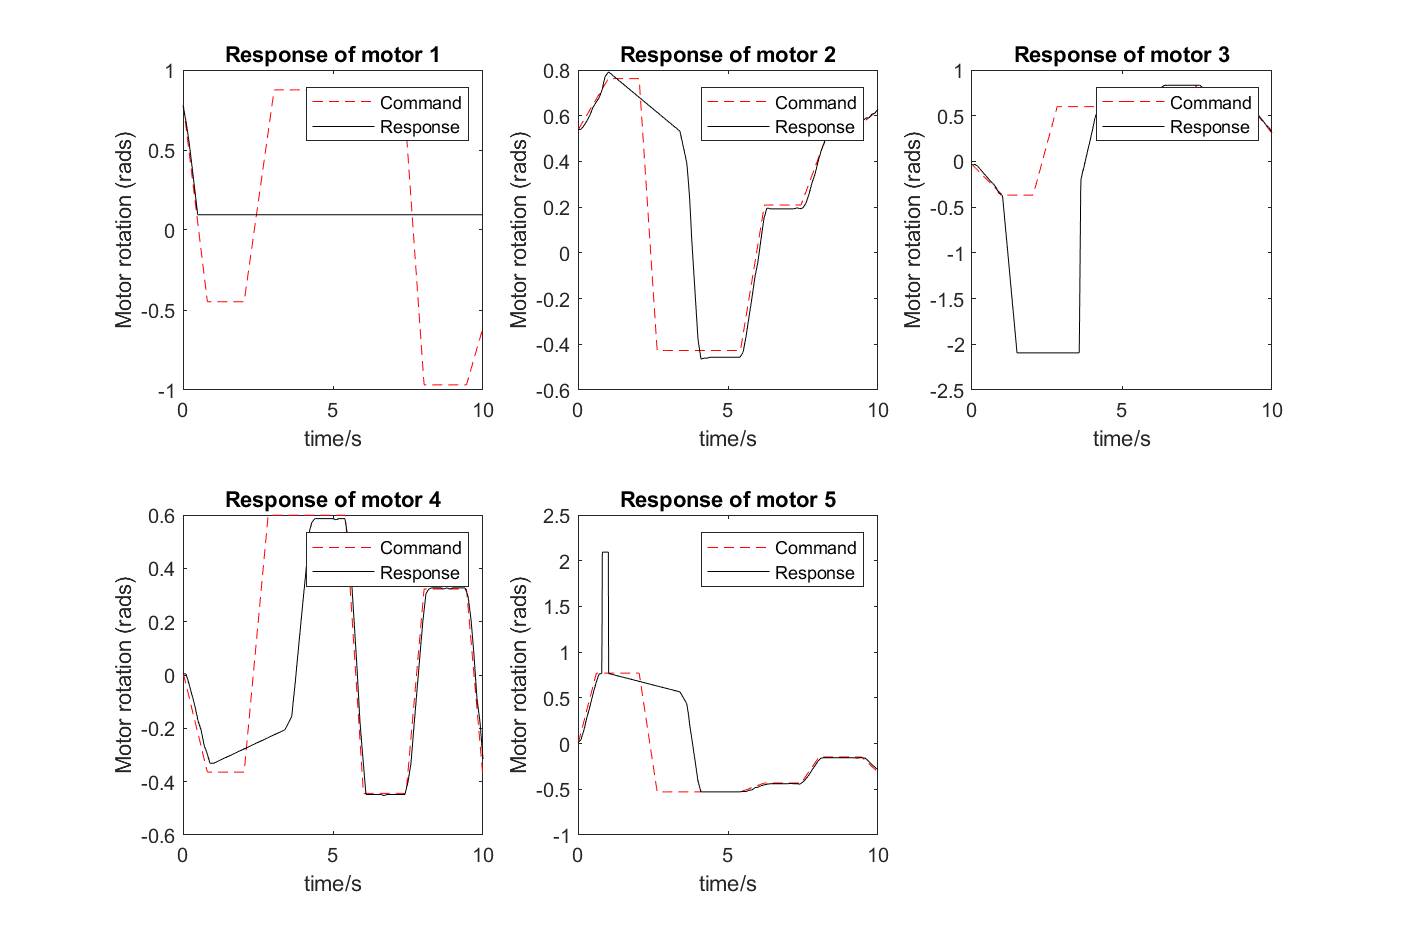 Response of motor 1
1
0.5
0
-0.5
-1
Motor rotation (rads)
0 5 10
time/s
Command
Response
Response of motor 2
0.8
0.6
0.4
0.2
0
-0.2
-0.4
-0.6
Motor rotation (rads)
0 5 10
time/s
Command
Response
Response of motor 3
1
0.5
0
-0.5
-1
-1.5
-2
-2.5
Motor rotation (rads)
0 5 10
time/s
Command
Response
Response of motor 4
0.6
0.4
0.2
0
-0.2
-0.4
-0.6
Motor rotation (rads)
0 5 10
time/s
Command
Response
Response of motor 5
2.5
2
1.5
1
0.5
0
-0.5
-1
Motor rotation (rads)
0 5 10
time/s
Command
Response